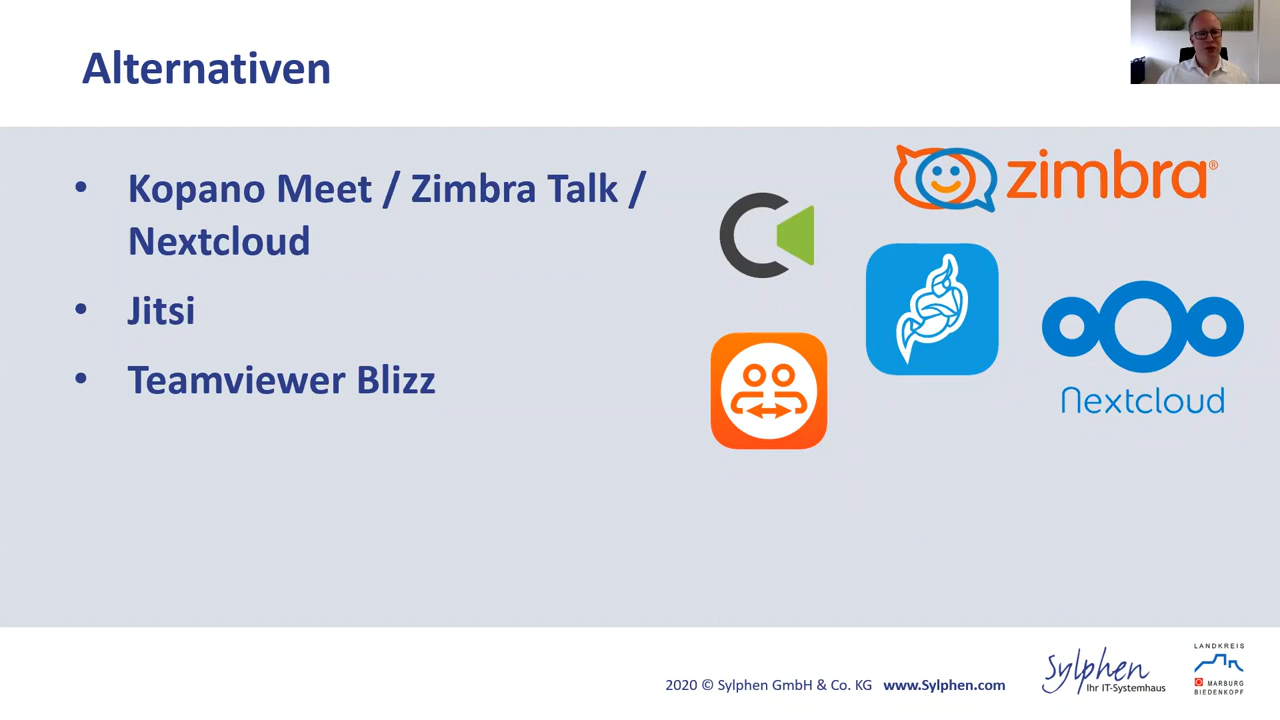 Alternativen
• Kopano Meet / Zimbra Talk /
Nextcloud
• Jitsi
• Teamviewer Blizz
zimbra®
Nextcloud
2020 © Sylphen GmbH & Co. KG www.Sylphen.com
Sylphen
Ihr IT-Systemhaus
LANDKREIS
MARBURG
BIEDENKOPF